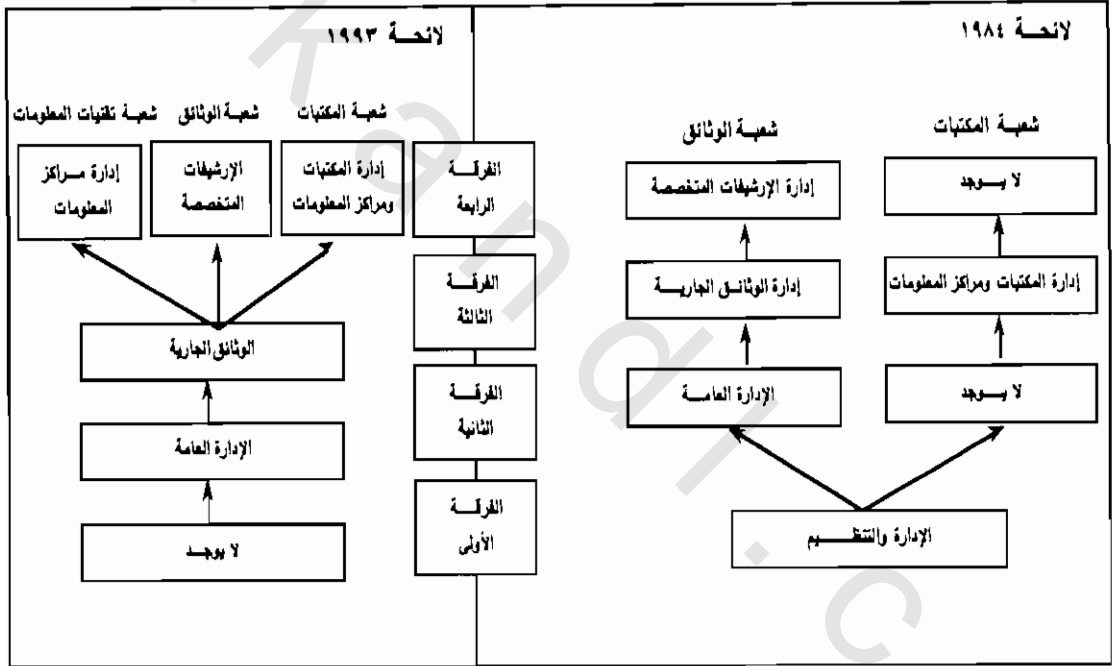 لائحة ١٩٨٤
شعبة المكتبات
شعبة الوثائق
لا يوجد
إدارة الإرشيفات المتخصصة
إدارة المكتبات ومراكز المعلومات
إدارة الوثائق الجارية
لا يوجد
الإدارة العامة
الإدارة والتنظيم
الفرقة
الرابعة
الفرقة
الثالثة
الفرقة
الثانية
الفرقة
الأولى
لائحة ١٩٩٣
شعبة المكتبات
شعبة الوثائق
شعبة تقنيات المعلومات
إدارة المكتبات
ومراكز المعلومات
الإرشيفات
المتخصصة
إدارة مراكز
المعلومات
الوثائق الجارية
الإدارة العامة
لا يوجد